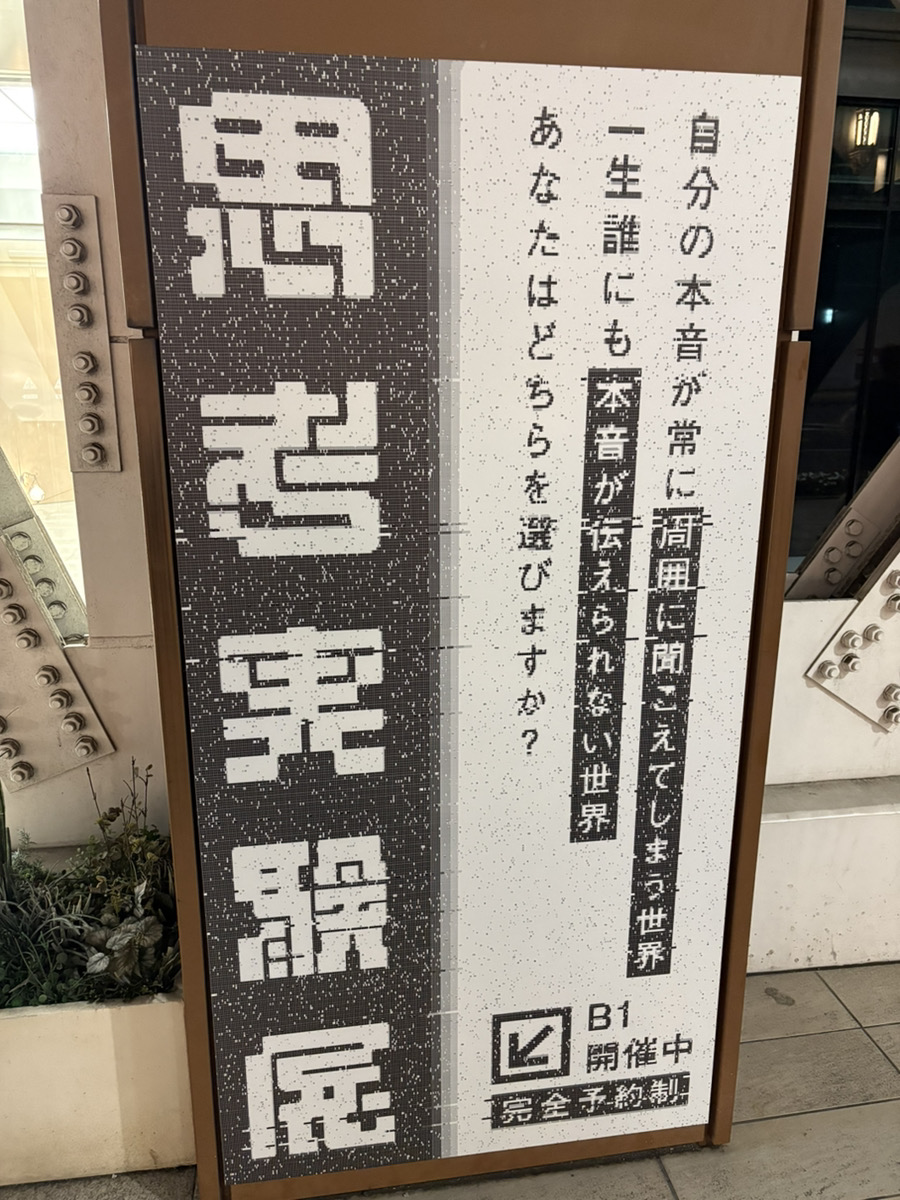 自分の本音が常に周囲に聞こえてしまう世界
一生誰にも本音が伝えられない世界
あなたはどちらを選びますか?
思考実験展
B1
開催中
完全予約制